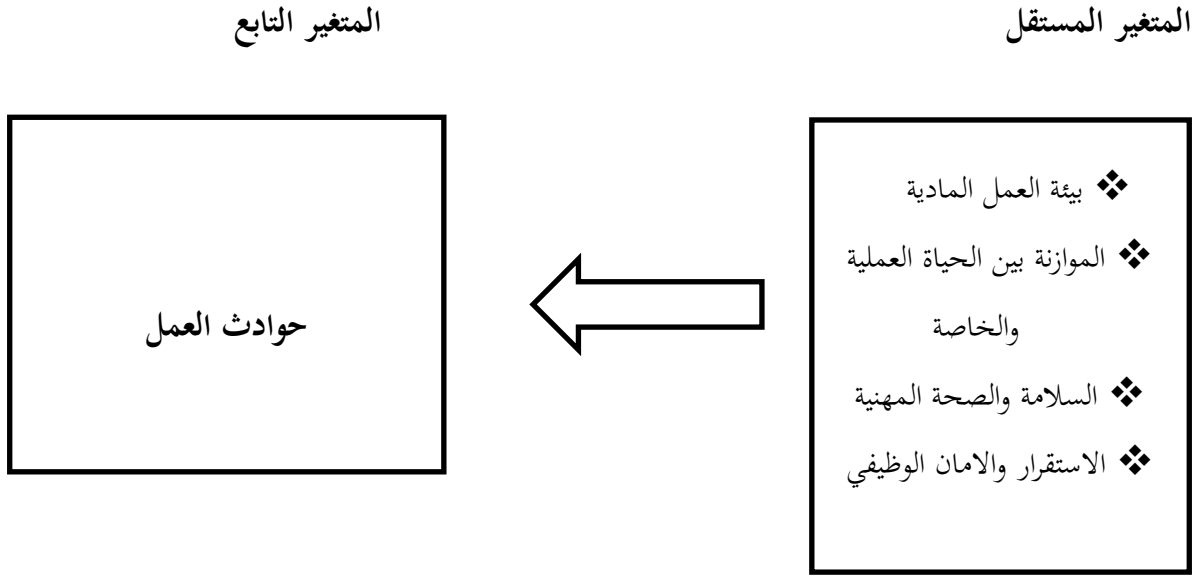 المتغير المستقل
المتغير التابع
❖ بيئة العمل المادية
❖ الموازنة بين الحياة العملية
والخاصة
❖ السلامة والصحة المهنية
❖ الاستقرار والامان الوظيفي
حوادث العمل